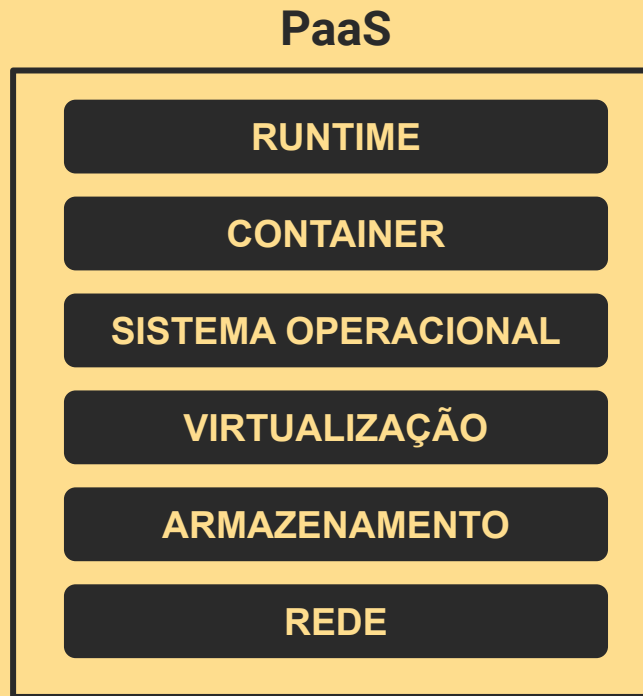 PaaS
RUNTIME
CONTAINER
SISTEMA OPERACIONAL
VIRTUALIZAÇÃO
ARMAZENAMENTO
REDE